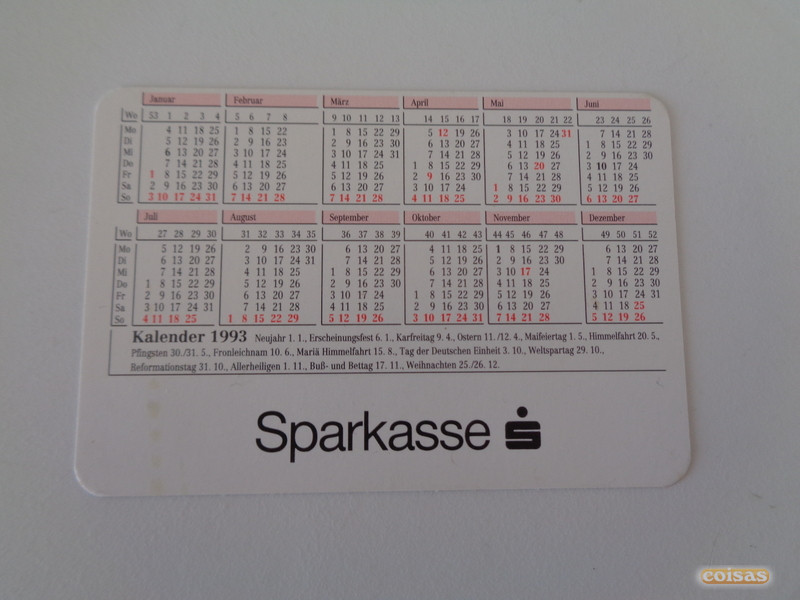 Januar Februar März April Mai Juni
Wo 53 1 2 3 4 5 6 7 8 9 10 11 12 13 14 15 16 17 18 19 20 21 22 23 24 25 26
Mo 4 11 18 25 1 8 15 22 1 8 15 22 29 5 12 19 26 3 10 17 24 31 7 14 21 28
Di 5 12 19 26 2 9 16 23 2 9 16 23 30 6 13 20 27 4 11 18 25 1 8 15 22 29
Mi 6 13 20 27 3 10 17 24 3 10 17 24 31 7 14 21 28 5 12 19 26 2 9 16 23 30
Do 7 14 21 28 4 11 18 25 4 11 18 25 1 8 15 22 29 6 13 20 27 3 10 17 24
Fr 1 8 15 22 29 5 12 19 26 5 12 19 26 2 9 16 23 30 7 14 21 28 4 11 18 25
Sa 2 9 16 23 30 6 13 20 27 6 13 20 27 3 10 17 24 1 8 15 22 29 5 12 19 26
So 3 10 17 24 31 7 14 21 28 7 14 21 28 4 11 18 25 2 9 16 23 30 6 13 20 27
Juli August September Oktober November Dezember
Wo 27 28 29 30 31 32 33 34 35 36 37 38 39 40 41 42 43 44 45 46 47 48 49 50 51 52
Mo 5 12 19 26 2 9 16 23 30 6 13 20 27 4 11 18 25 1 8 15 22 29 6 13 20 27
Di 6 13 20 27 3 10 17 24 31 7 14 21 28 5 12 19 26 2 9 16 23 30 7 14 21 28
Mi 7 14 21 28 4 11 18 25 1 8 15 22 29 6 13 20 27 3 10 17 24 1 8 15 22 29
Do 1 8 15 22 29 5 12 19 26 2 9 16 23 30 7 14 21 28 4 11 18 25 2 9 16 23 30
Fr 2 9 16 23 30 6 13 20 27 3 10 17 24 1 8 15 22 29 5 12 19 26 3 10 17 24 31
Sa 3 10 17 24 31 7 14 21 28 4 11 18 25 2 9 16 23 30 6 13 20 27 4 11 18 25
So 4 11 18 25 1 8 15 22 29 5 12 19 26 3 10 17 24 31 7 14 21 28 5 12 19 26
Kalender 1993 Neujahr 1. 1., Erscheinungsfest 6. 1., Karfreitag 9. 4., Ostern 11./12. 4., Maifeiertag 1. 5., Himmelfahrt 20. 5.,
Pfingsten 30./31. 5., Fronleichnam 10. 6., Mariä Himmelfahrt 15. 8., Tag der Deutschen Einheit 3. 10., Weltspartag 29. 10.,
Reformationstag 31. 10., Allerheiligen 1. 11., Buß- und Bettag 17. 11., Weihnachten 25./26. 12.
Sparkasse
coisas